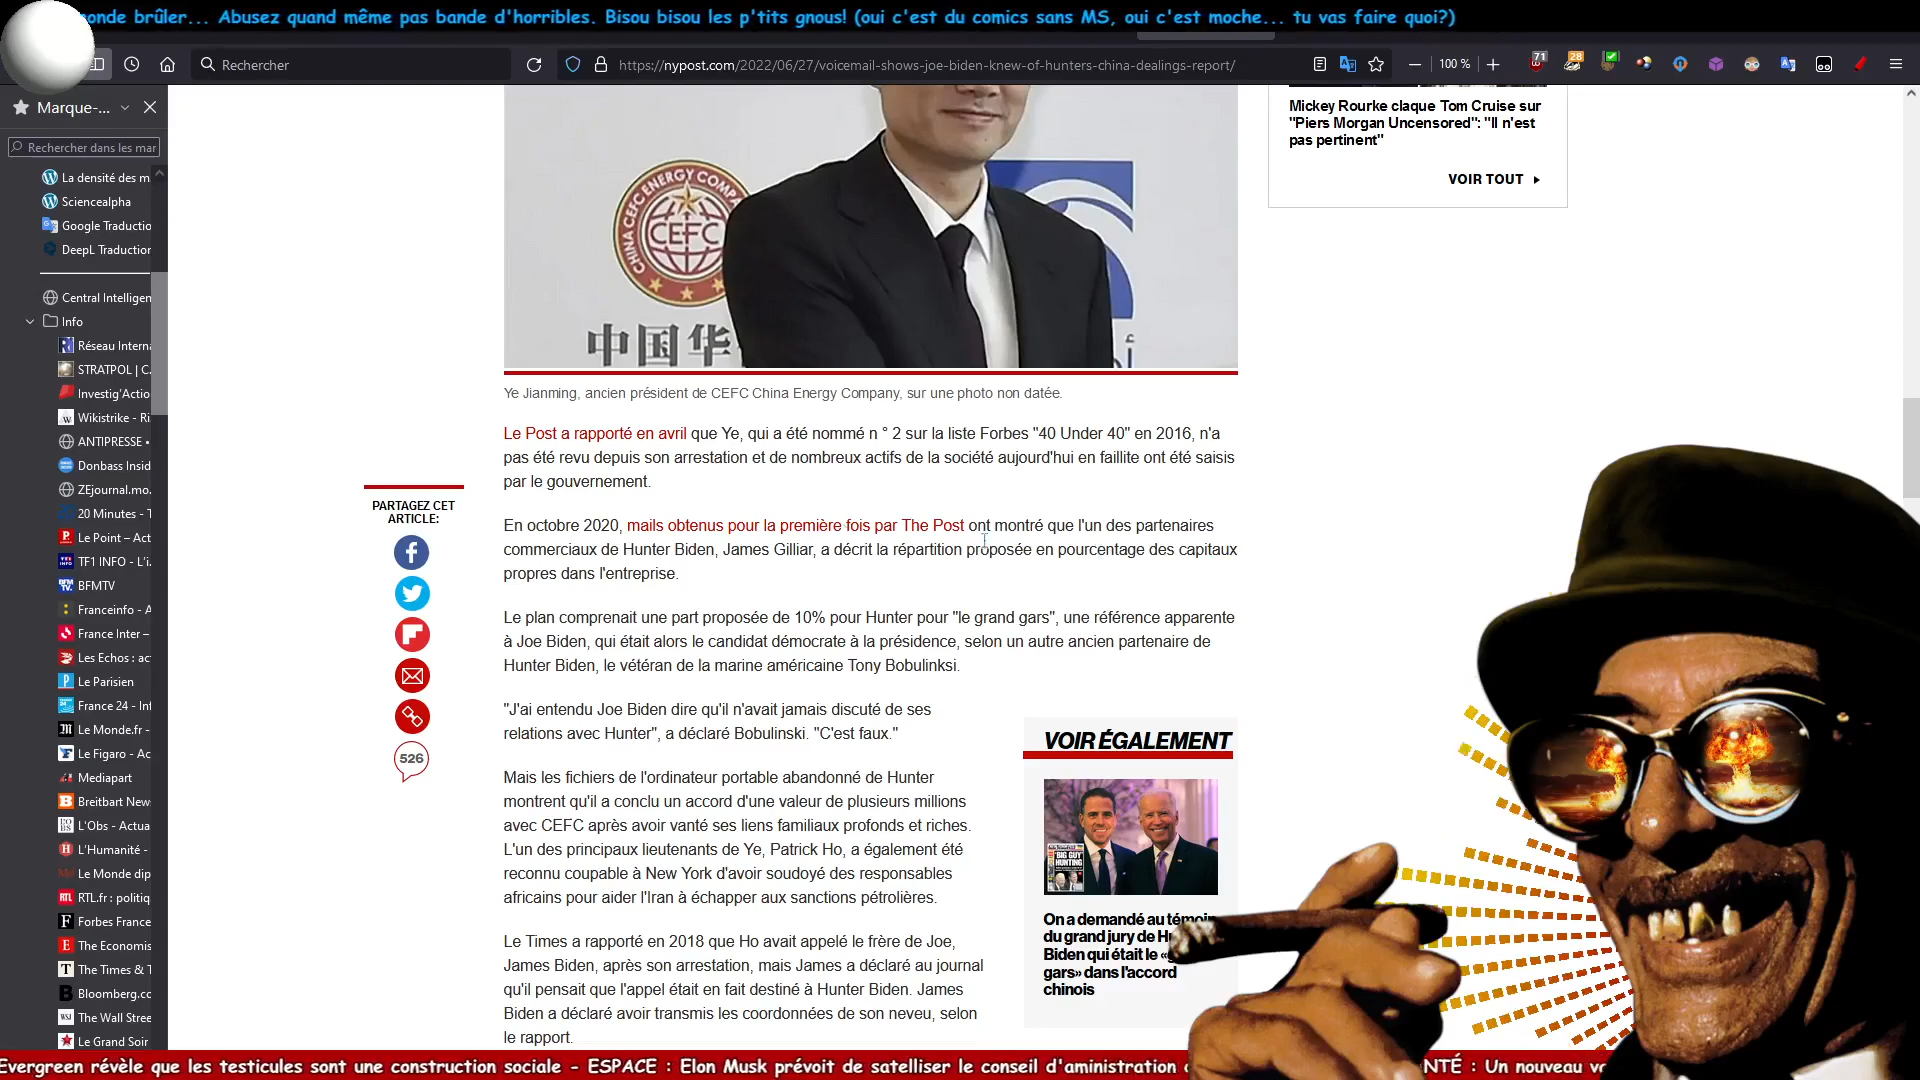 onde brûler... Abusez quand même pas bande d'horribles. Bisou bisou les p'tits gnous! (oui c'est du comics sans MS, oui c'est moche... tu vas faire quoi?)
Rechercher
https://nypost.com/2022/06/27/voicemail-shows-joe-biden-knew-of-hunters-china-dealings-report/
100 %
71
28
Marque-...
Rechercher dans les mar
La densité des m
Sciencealpha
Google Traductio
DeepL Traduction
Central Intelligen
Info
Réseau Interna
STRATPOL | C
Investig'Actio
Wikistrike - Ri
ANTIPRESSE •
Donbass Insid
ZEjournal.mo
20 Minutes - T
Le Point – Act
TF1 INFO - L'i
BFMTV
Franceinfo - A
France Inter –
Les Echos : ac
Le Parisien
France 24 - Inf
Le Monde.fr -
Le Figaro - Ac
Mediapart
Breitbart New
L'Obs - Actua
L'Humanité -
Le Monde dip
RTL.fr : politiq
Forbes France
The Economis
The Times & T
Bloomberg.co
The Wall Stree
Le Grand Soir
CHINA CEFC ENERGY COMP
CEFC
中国华
Ye Jianming, ancien président de CEFC China Energy Company, sur une photo non datée.
Le Post a rapporté en avril que Ye, qui a été nommé n ° 2 sur la liste Forbes "40 Under 40" en 2016, n'a
pas été revu depuis son arrestation et de nombreux actifs de la société aujourd'hui en faillite ont été saisis
par le gouvernement.
En octobre 2020, mails obtenus pour la première fois par The Post ont montré que l'un des partenaires
commerciaux de Hunter Biden, James Gilliar, a décrit la répartition proposée en pourcentage des capitaux
propres dans l'entreprise.
Le plan comprenait une part proposée de 10% pour Hunter pour "le grand gars", une référence apparente
à Joe Biden, qui était alors le candidat démocrate à la présidence, selon un autre ancien partenaire de
Hunter Biden, le vétéran de la marine américaine Tony Bobulinksi.
"J'ai entendu Joe Biden dire qu'il n'avait jamais discuté de ses
relations avec Hunter", a déclaré Bobulinski. "C'est faux."
Mais les fichiers de l'ordinateur portable abandonné de Hunter
montrent qu'il a conclu un accord d'une valeur de plusieurs millions
avec CEFC après avoir vanté ses liens familiaux profonds et riches.
L'un des principaux lieutenants de Ye, Patrick Ho, a également été
reconnu coupable à New York d'avoir soudoyé des responsables
africains pour aider l'Iran à échapper aux sanctions pétrolières.
Le Times a rapporté en 2018 que Ho avait appelé le frère de Joe,
James Biden, après son arrestation, mais James a déclaré au journal
qu'il pensait que l'appel était en fait destiné à Hunter Biden. James
Biden a déclaré avoir transmis les coordonnées de son neveu, selon
le rapport.
PARTAGEZ CET
ARTICLE:
526
VOIR ÉGALEMENT
"BIG GUY"
HUNTING
On a demandé au témoin
du grand jury de H
Biden qui était le «g
gars» dans l'accord
chinois
Mickey Rourke claque Tom Cruise sur
"Piers Morgan Uncensored": "Il n'est
pas pertinent"
VOIR TOUT
Evergreen révèle que les testicules sont une construction sociale - ESPACE : Elon Musk prévoit de satelliser le conseil d'aministration
NTÉ : Un nouveau va